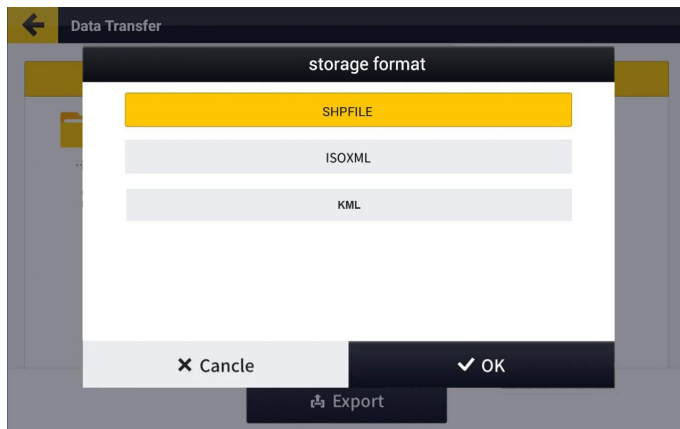 Data Transfer
storage format
SHPFILE
ISOXML
KML
Cancle
OK
Export